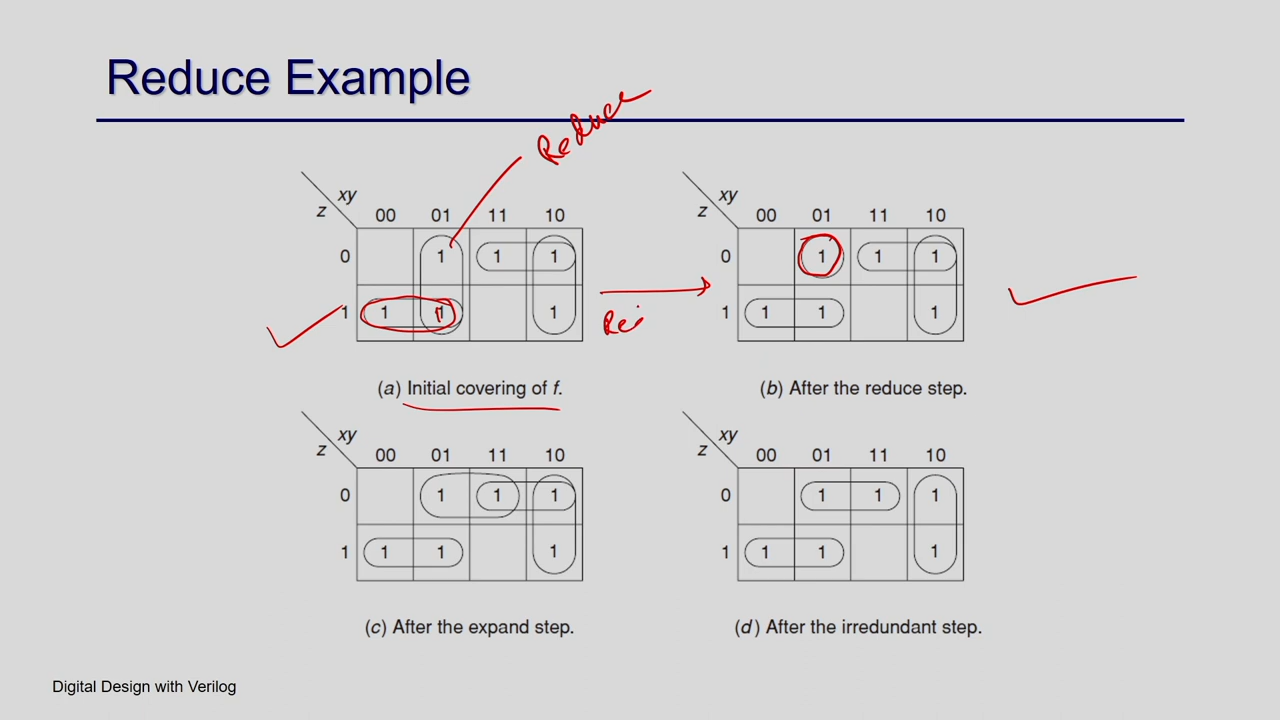 Reduce Example
Reduce
xy
z
00 01 11 10
0 1 1 1
1 1 1 1
(a) Initial covering of f.
xy
z
00 01 11 10
0 1 1 1
1 1 1 1
(b) After the reduce step.
xy
z
00 01 11 10
0 1 1 1
1 1 1 1
(c) After the expand step.
xy
z
00 01 11 10
0 1 1 1
1 1 1 1
(d) After the irredundant step.
Digital Design with Verilog